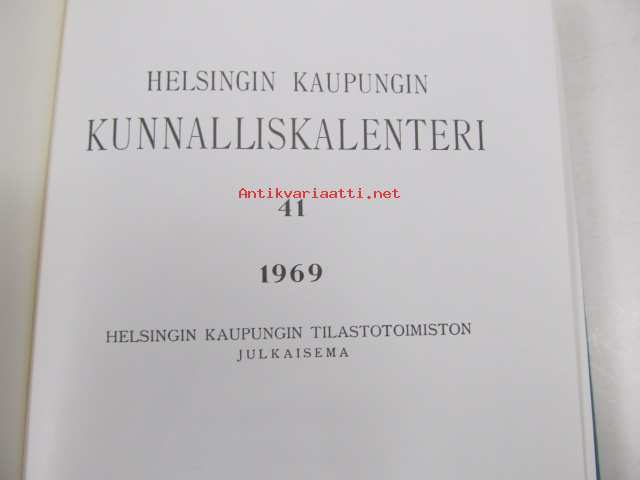 HELSINGIN KAUPUNGIN
KUNNALLISKALENTERI
Antikvariaatti.net
41
1969
HELSINGIN KAUPUNGIN TILASTOTOIMISTON
JULKAISEMA